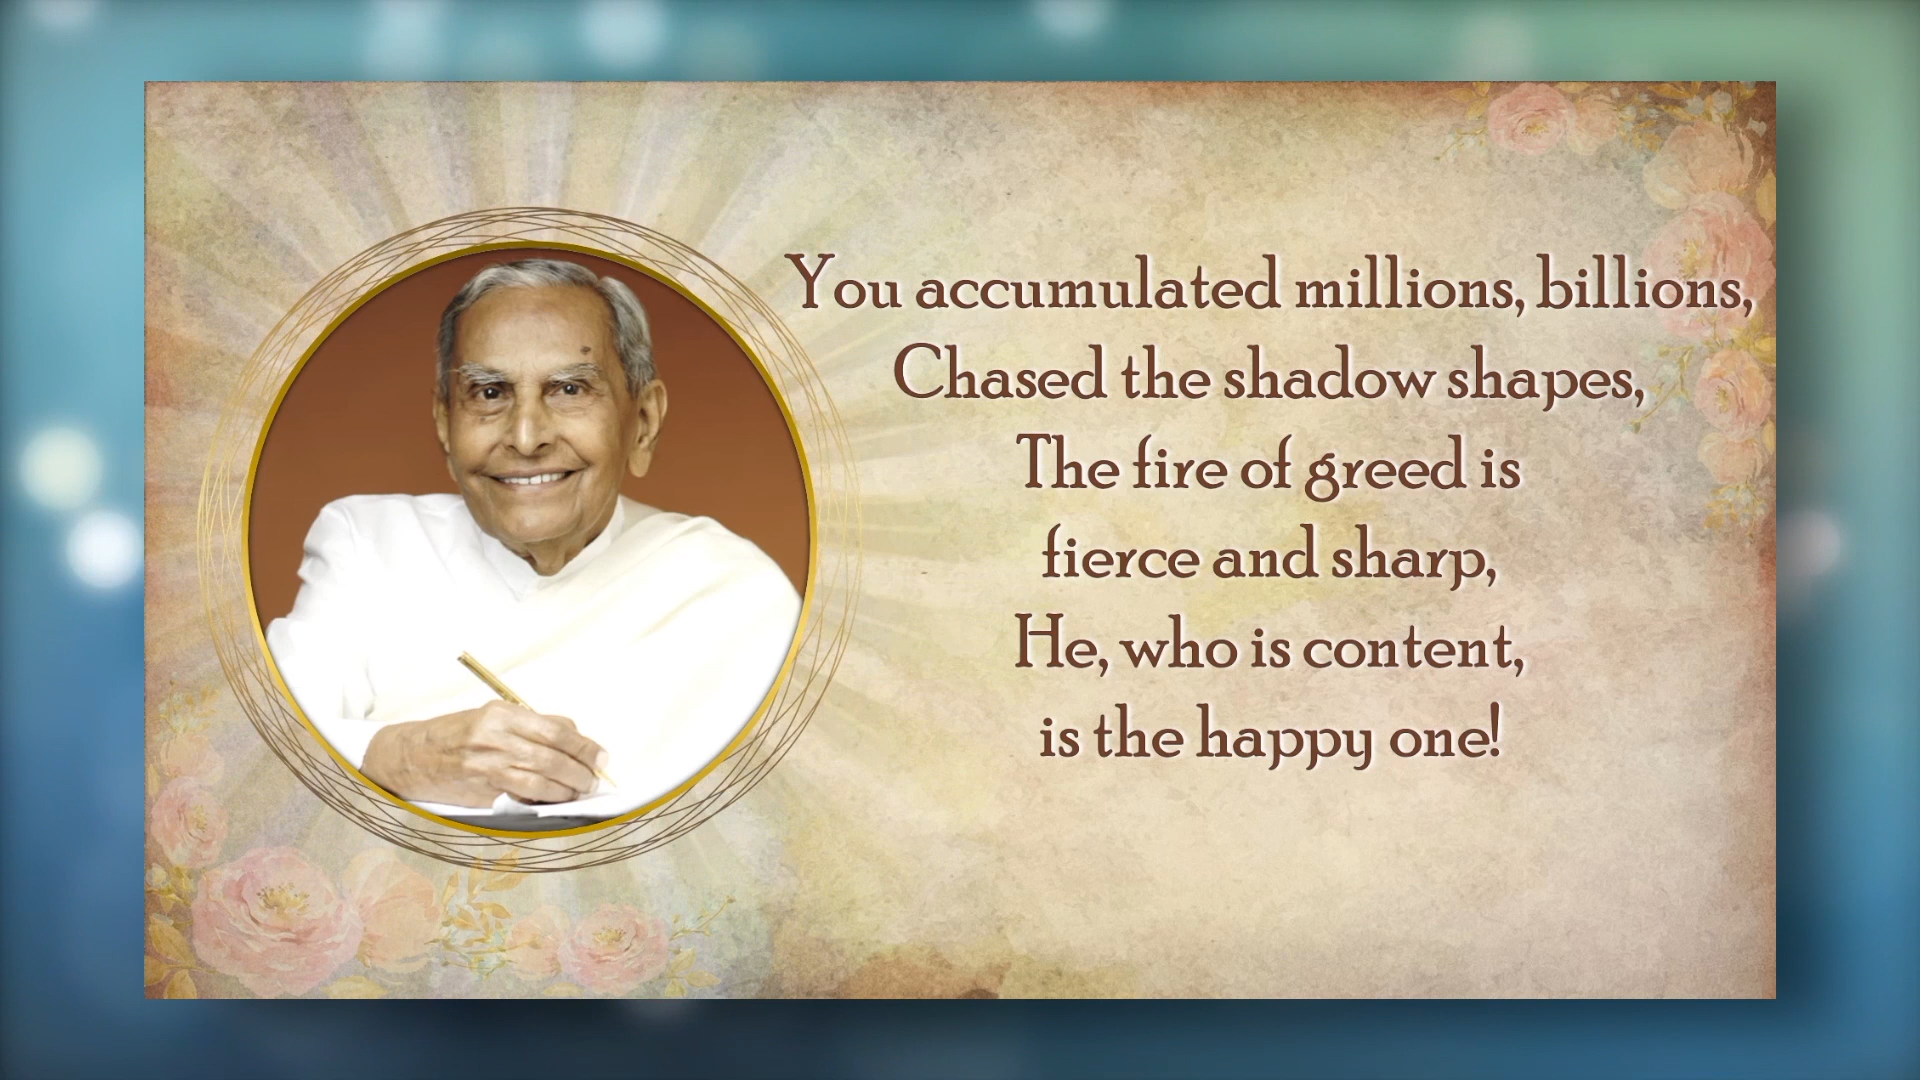 You accumulated millions, billions,
Chased the shadow shapes,
The fire of greed is
fierce and sharp,
He, who is content,
is the happy one!